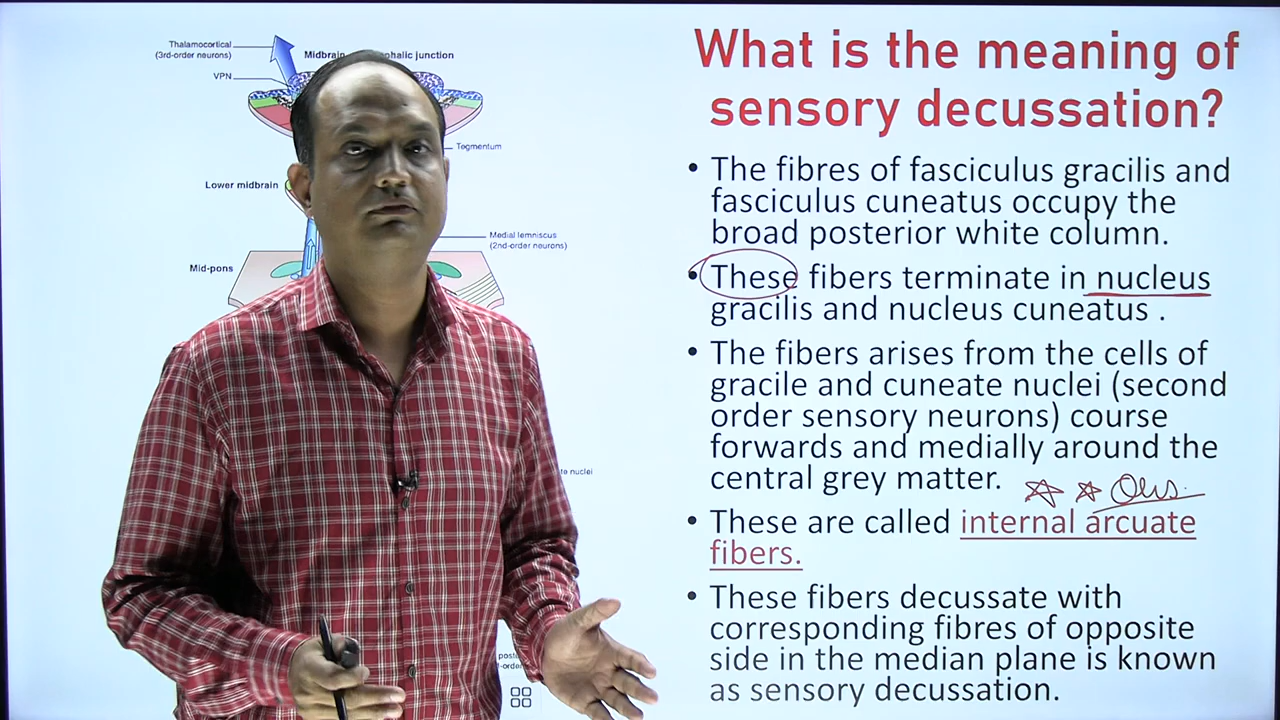 Thalamocortical
(3rd-order neurons)
VPN
Midbrain
phalic junction
Tegmentum
Lower midbrain
Medial lemniscus
(2nd-order neurons)
Mid-pons
te nuclei
What is the meaning of
sensory decussation?
• The fibres of fasciculus gracilis and
fasciculus cuneatus occupy the
broad posterior white column.
• These fibers terminate in nucleus
gracilis and nucleus cuneatus .
• The fibers arises from the cells of
gracile and cuneate nuclei (second
order sensory neurons) course
forwards and medially around the
central grey matter.
• These are called internal arcuate
fibers.
• These fibers decussate with
corresponding fibres of opposite
side in the median plane is known
as sensory decussation.